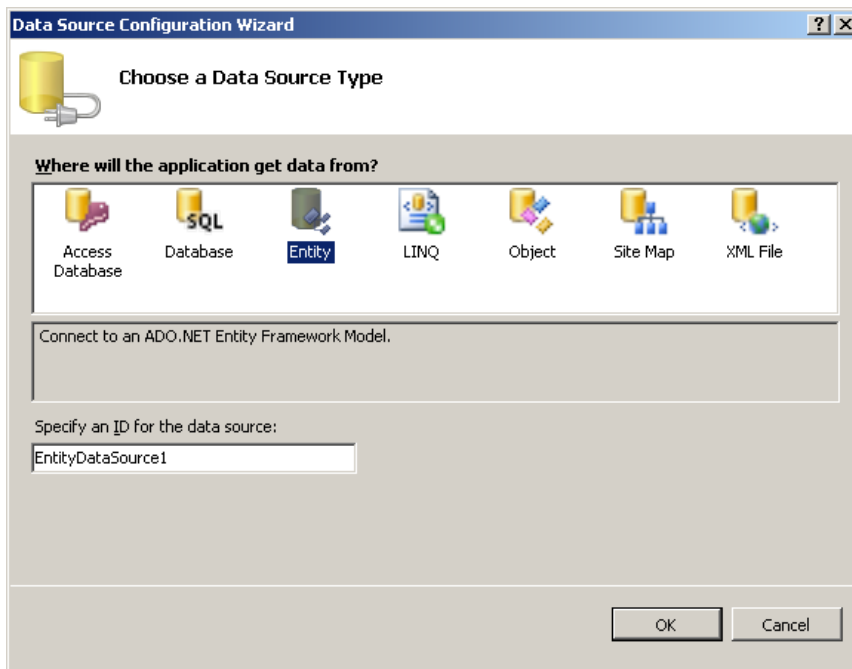 Data Source Configuration Wizard
Choose a Data Source Type
Where will the application get data from?
SQL
Access Database
Database
Entity
LINQ
Object
Site Map
XML File
Connect to an ADO.NET Entity Framework Model.
Specify an ID for the data source:
EntityDataSource1
OK
Cancel